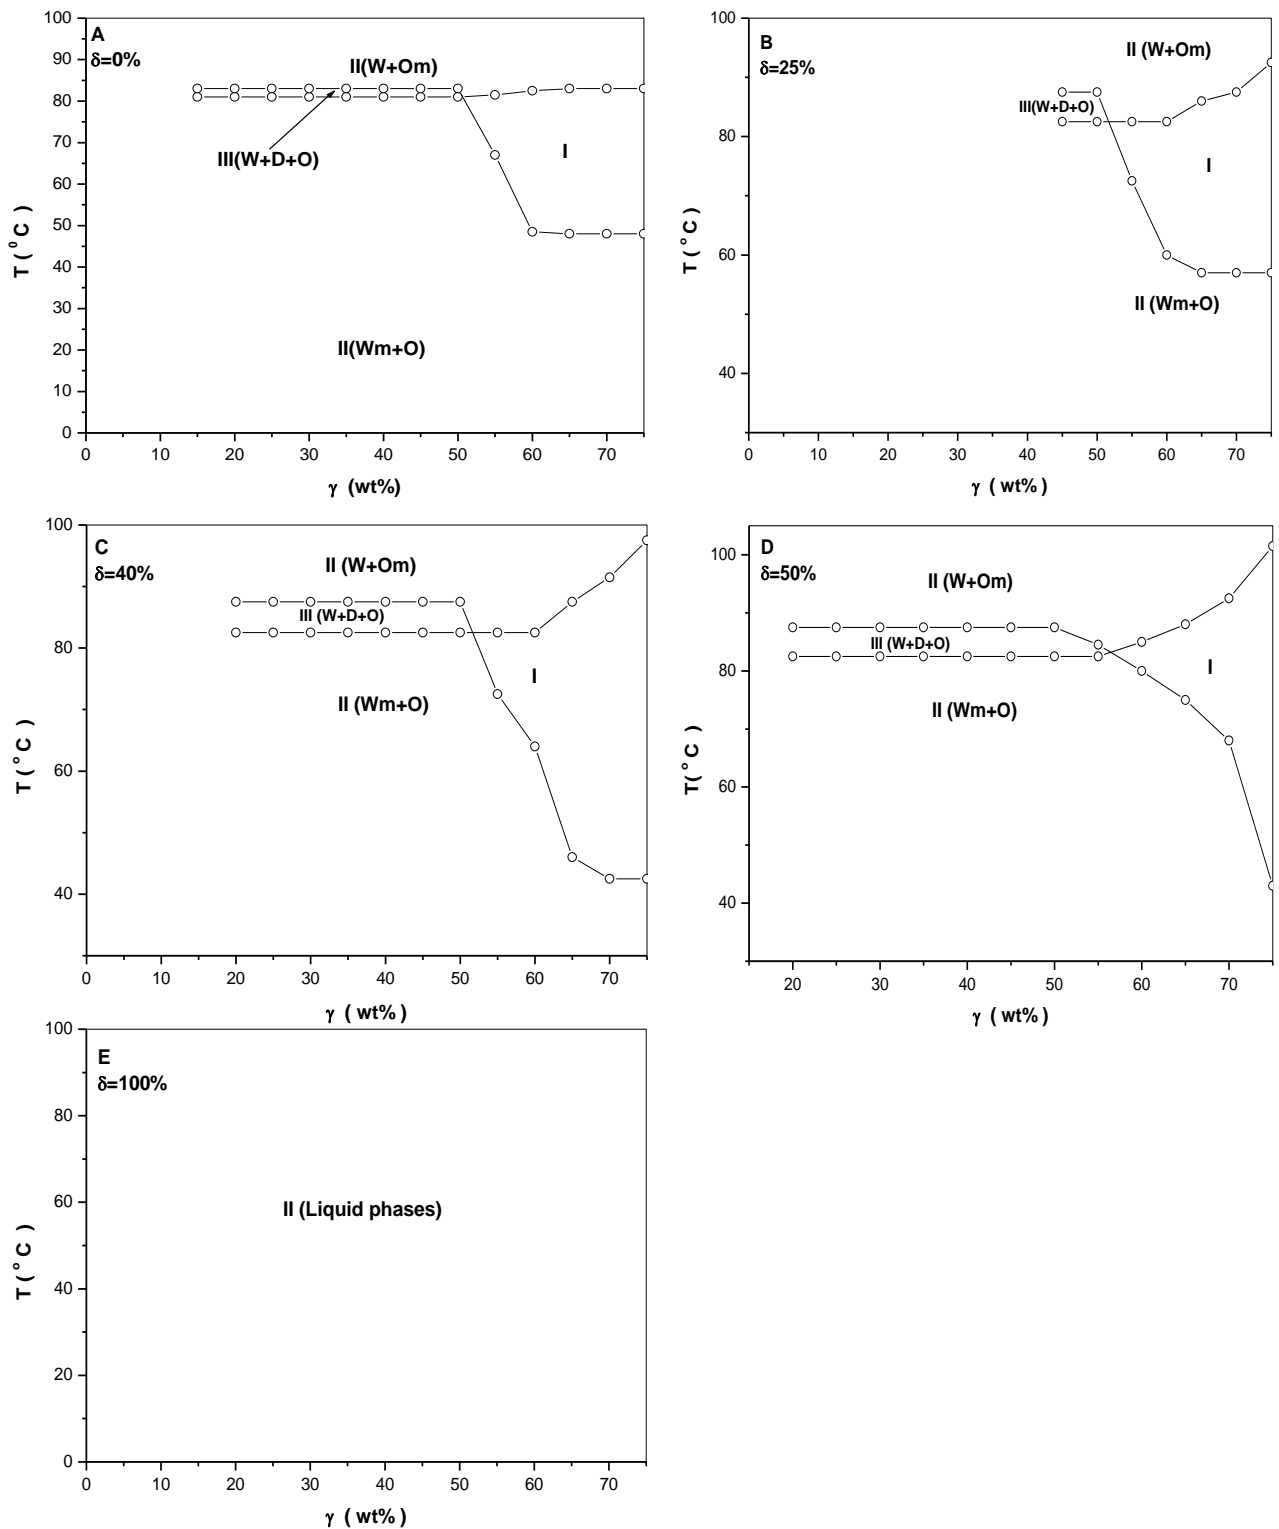 A
δ=0%
II(W+Om)
III(W+D+O)
I
II(Wm+O)
100
90
80
70
60
50
40
30
20
10
0
T ( ⁰ C )
0 10 20 30 40 50 60 70
γ (wt%)
B
δ=25%
II (W+Om)
III(W+D+O)
I
II (Wm+O)
100
80
60
40
T ( ° C )
0 10 20 30 40 50 60 70
γ ( wt% )
C
δ=40%
II (W+Om)
III (W+D+O)
I
II (Wm+O)
100
80
60
40
T ( ° C )
0 10 20 30 40 50 60 70
γ ( wt% )
D
δ=50%
II (W+Om)
III (W+D+O)
I
II (Wm+O)
100
80
60
40
T( ° C )
20 30 40 50 60 70
γ ( wt% )
E
δ=100%
II (Liquid phases)
100
80
60
40
20
0
T ( ° C )
0 10 20 30 40 50 60 70
γ ( wt% )